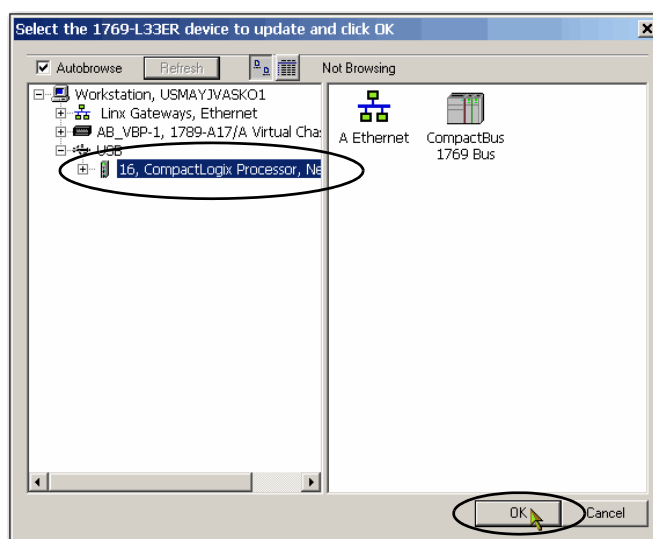 Select the 1769-L33ER device to update and click OK
Autobrowse
Refresh
Not Browsing
Workstation, USMAYJVASKO1
Linx Gateways, Ethernet
AB_VBP-1, 1789-A17/A Virtual Cha
USB
16, CompactLogix Processor, Ne
A Ethernet
CompactBus
1769 Bus
OK
Cancel